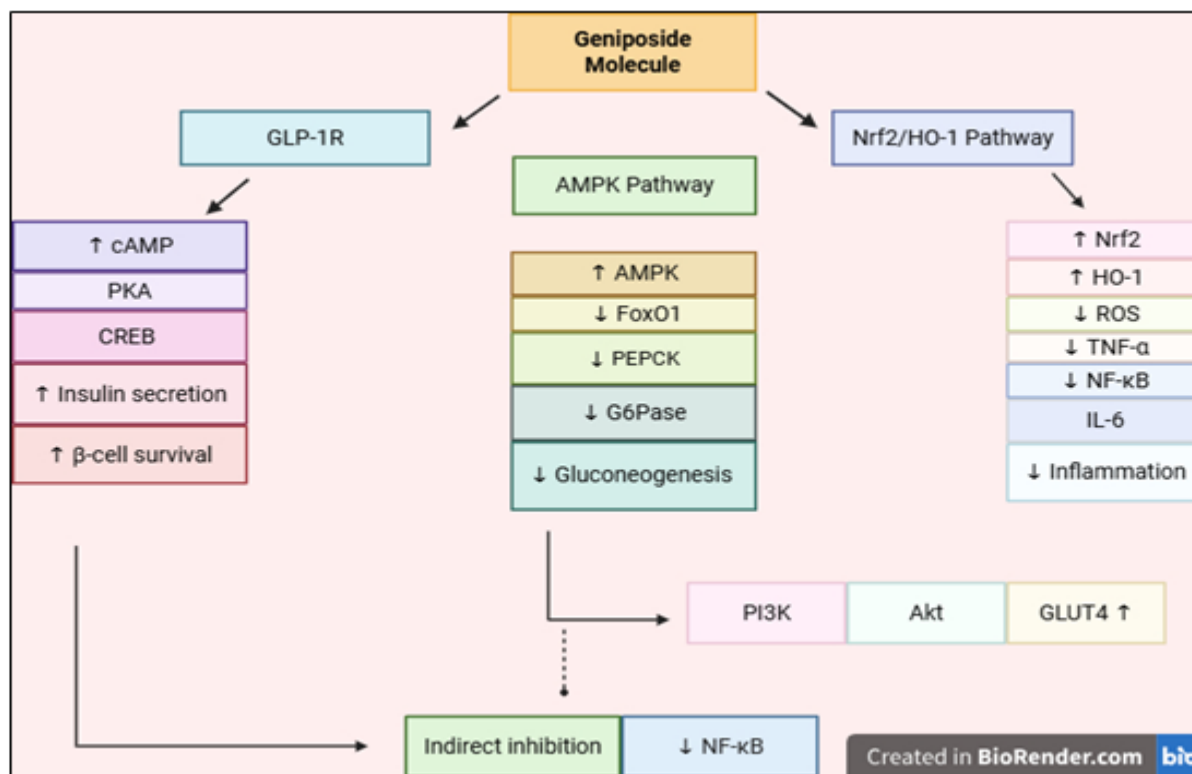 Geniposide
Molecule
GLP-1R
Nrf2/HO-1 Pathway
AMPK Pathway
↑ cAMP
PKA
CREB
↑ Insulin secretion
↑ β-cell survival
↑ AMPK
↓ FoxO1
↓ PEPCK
↓ G6Pase
↓ Gluconeogenesis
↑ Nrf2
↑ HO-1
↓ ROS
↓ TNF-α
↓ NF-κB
IL-6
↓ Inflammation
PI3K
Akt
GLUT4 ↑
Indirect inhibition
↓ NF-κB
Created in BioRender.com
bio